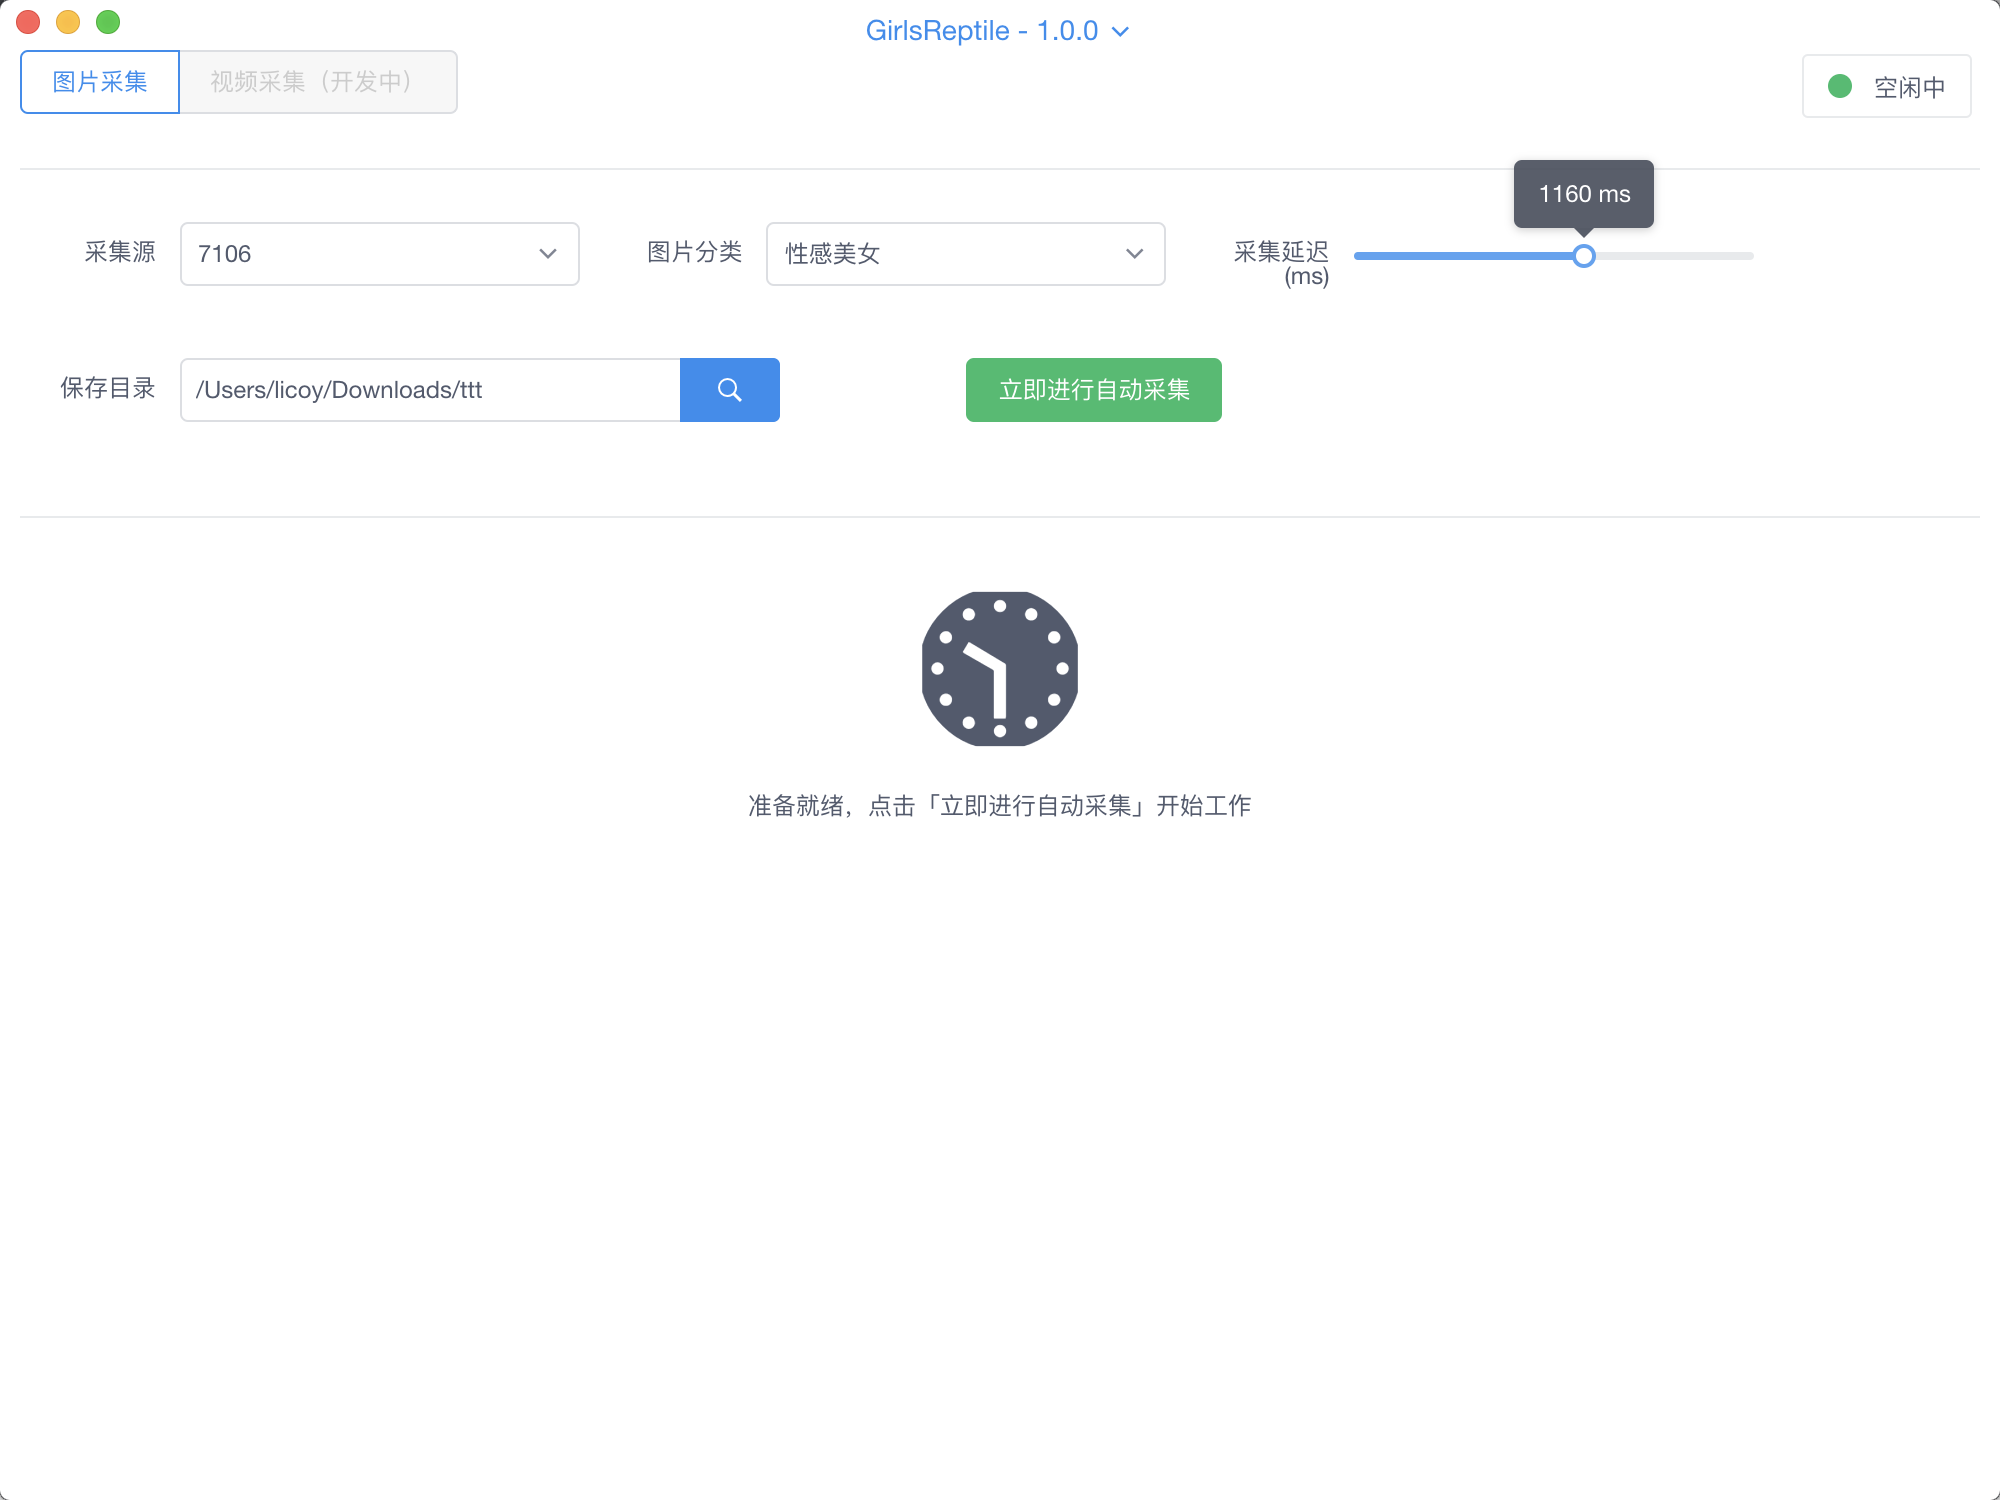 GirlsReptile - 1.0.0
图片采集
视频采集（开发中）
空闲中
1160 ms
采集源
7106
图片分类
性感美女
采集延迟
(ms)
保存目录
/Users/licoy/Downloads/ttt
立即进行自动采集
准备就绪，点击「立即进行自动采集」开始工作